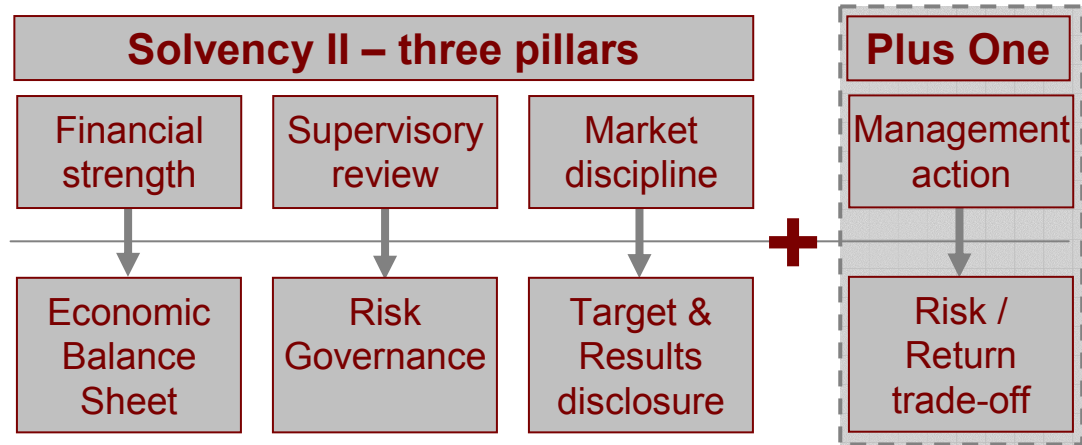 Solvency II – three pillars
Plus One
Financial
strength
Supervisory
review
Market
discipline
Management
action
Economic
Balance
Sheet
Risk
Governance
Target &
Results
disclosure
Risk /
Return
trade-off